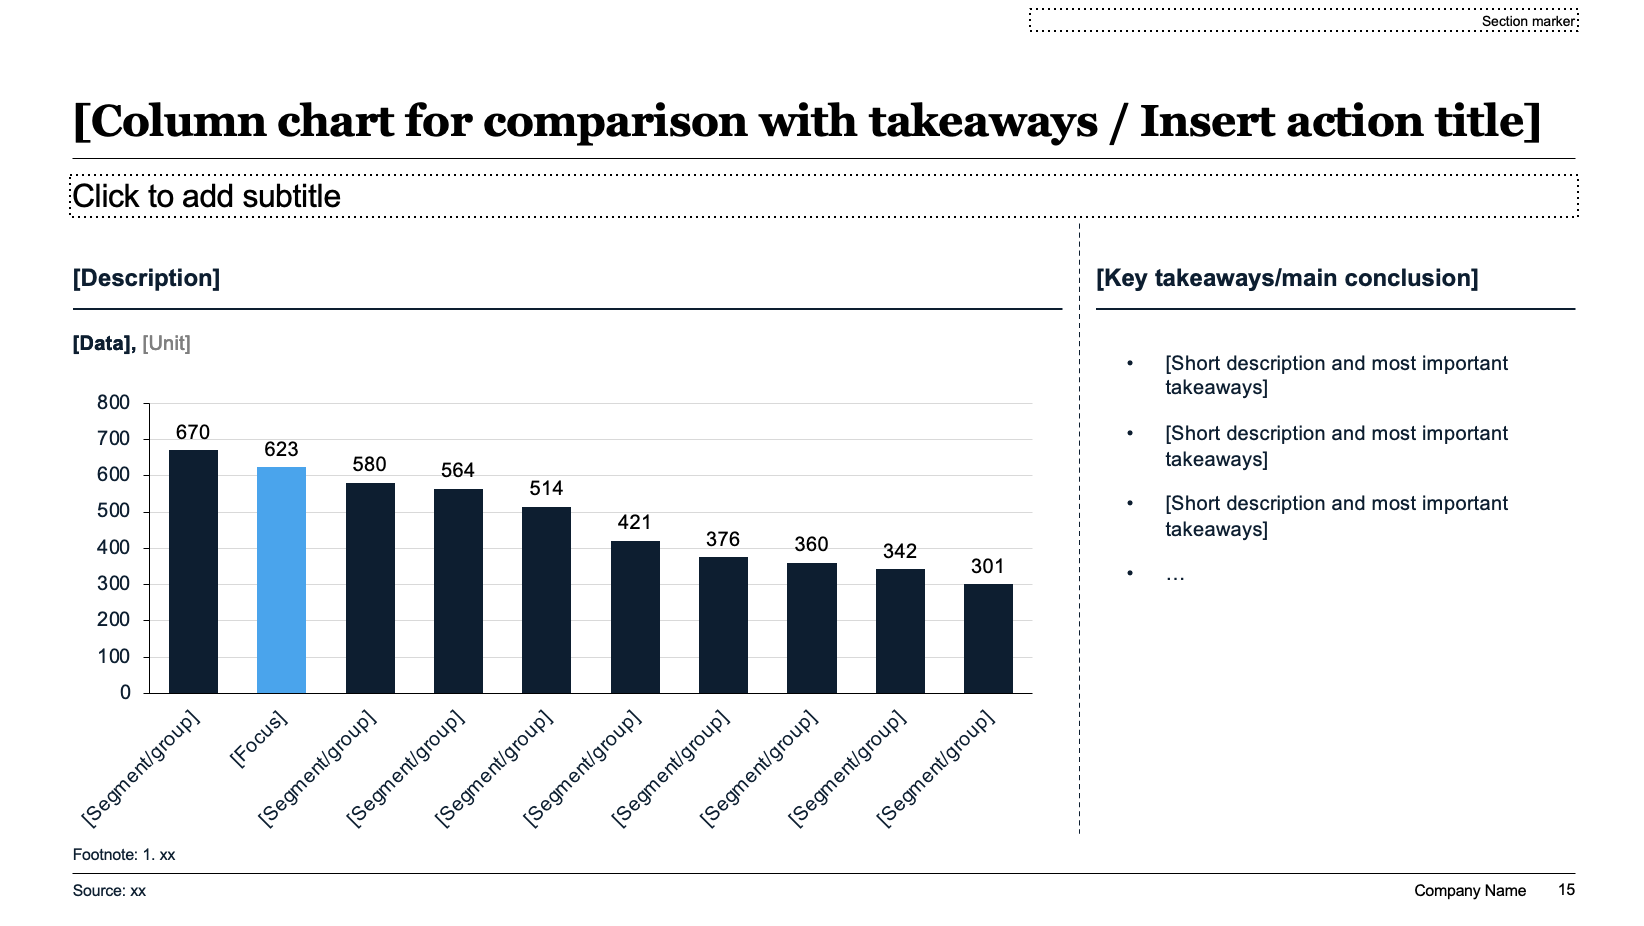 Section marker
[Column chart for comparison with takeaways / Insert action title]
Click to add subtitle
[Description]
[Data], [Unit]
800
700
600
500
400
300
200
100
0
670
623
580
564
514
421
376
360
342
301
[Segment/group]
[Focus]
[Segment/group]
[Segment/group]
[Segment/group]
[Segment/group]
[Segment/group]
[Segment/group]
[Segment/group]
[Segment/group]
[Key takeaways/main conclusion]
• [Short description and most important
takeaways]
• [Short description and most important
takeaways]
• [Short description and most important
takeaways]
• …
Footnote: 1. xx
Source: xx
Company Name 15